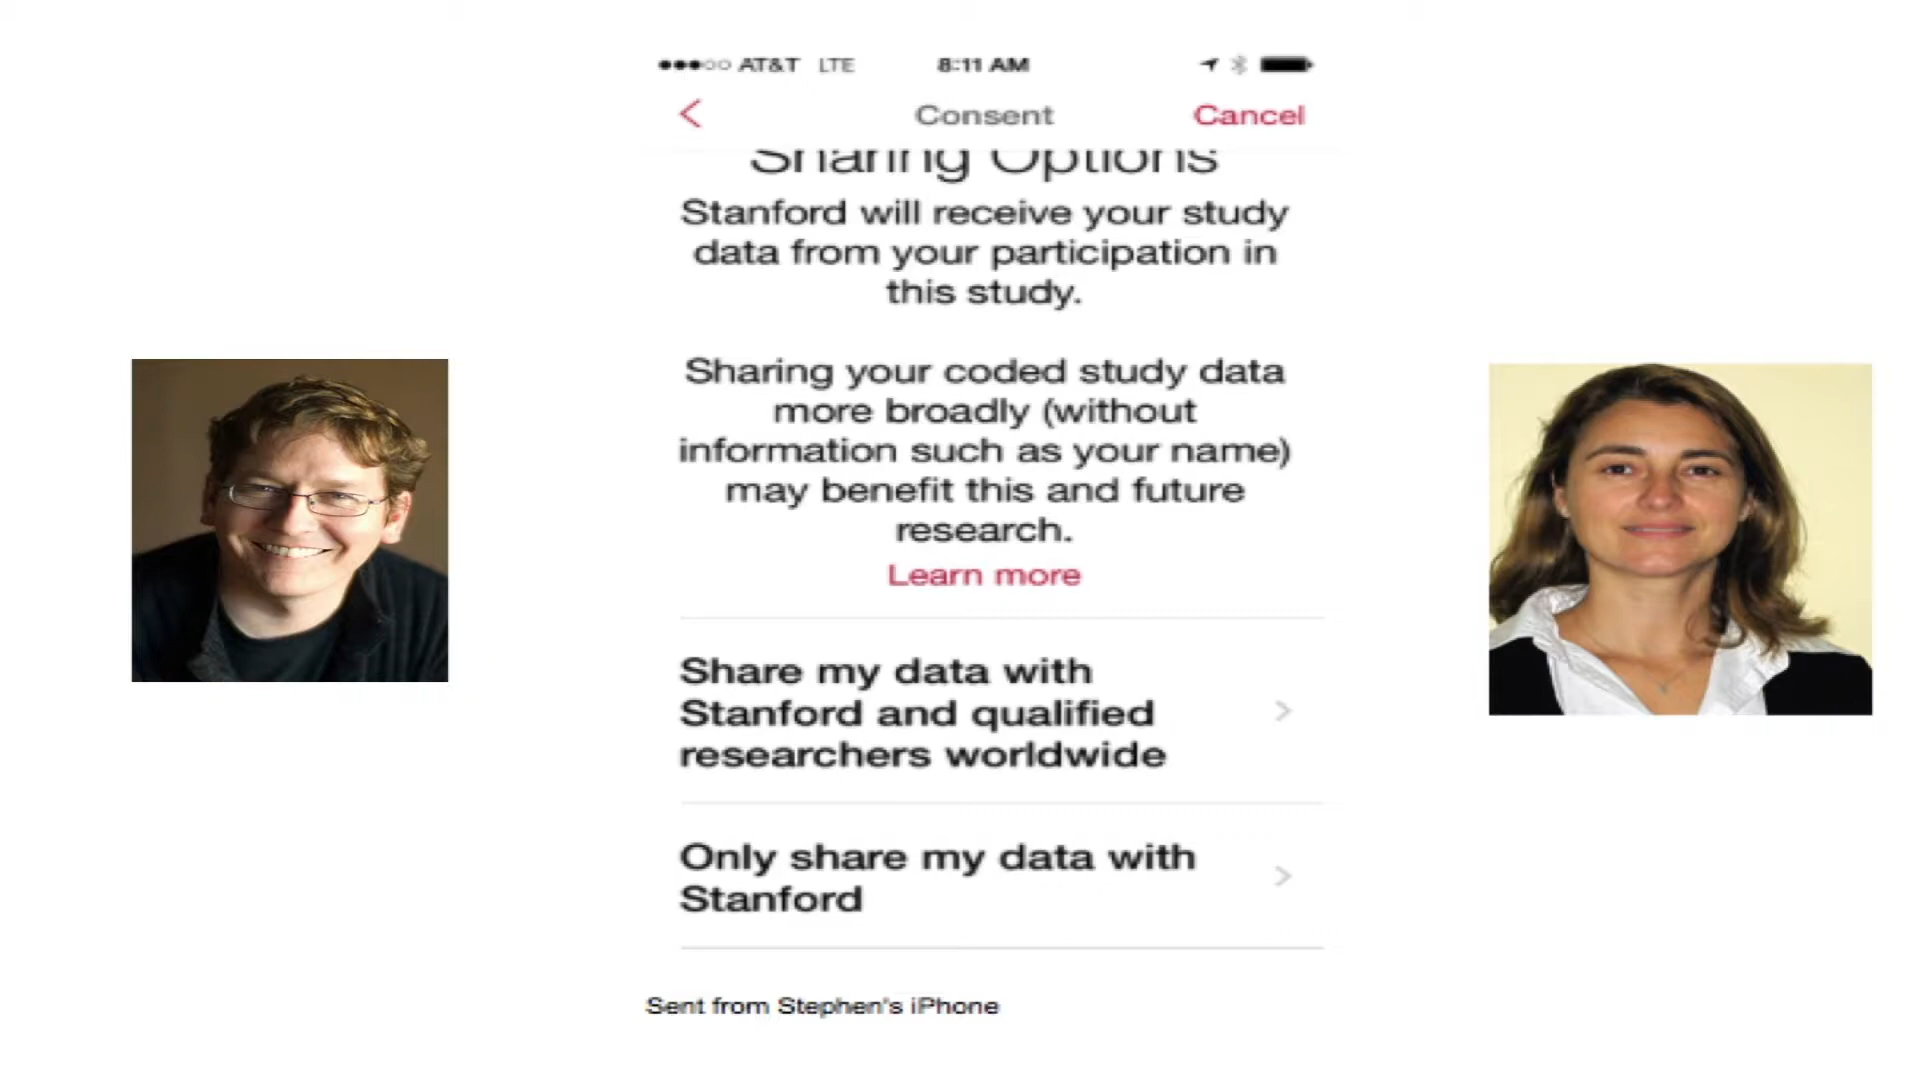 AT&T LTE 8:11 AM
Consent Cancel
Sharing Options
Stanford will receive your study
data from your participation in
this study.
Sharing your coded study data
more broadly (without
information such as your name)
may benefit this and future
research.
Learn more
Share my data with
Stanford and qualified
researchers worldwide
Only share my data with
Stanford
Sent from Stephen's iPhone